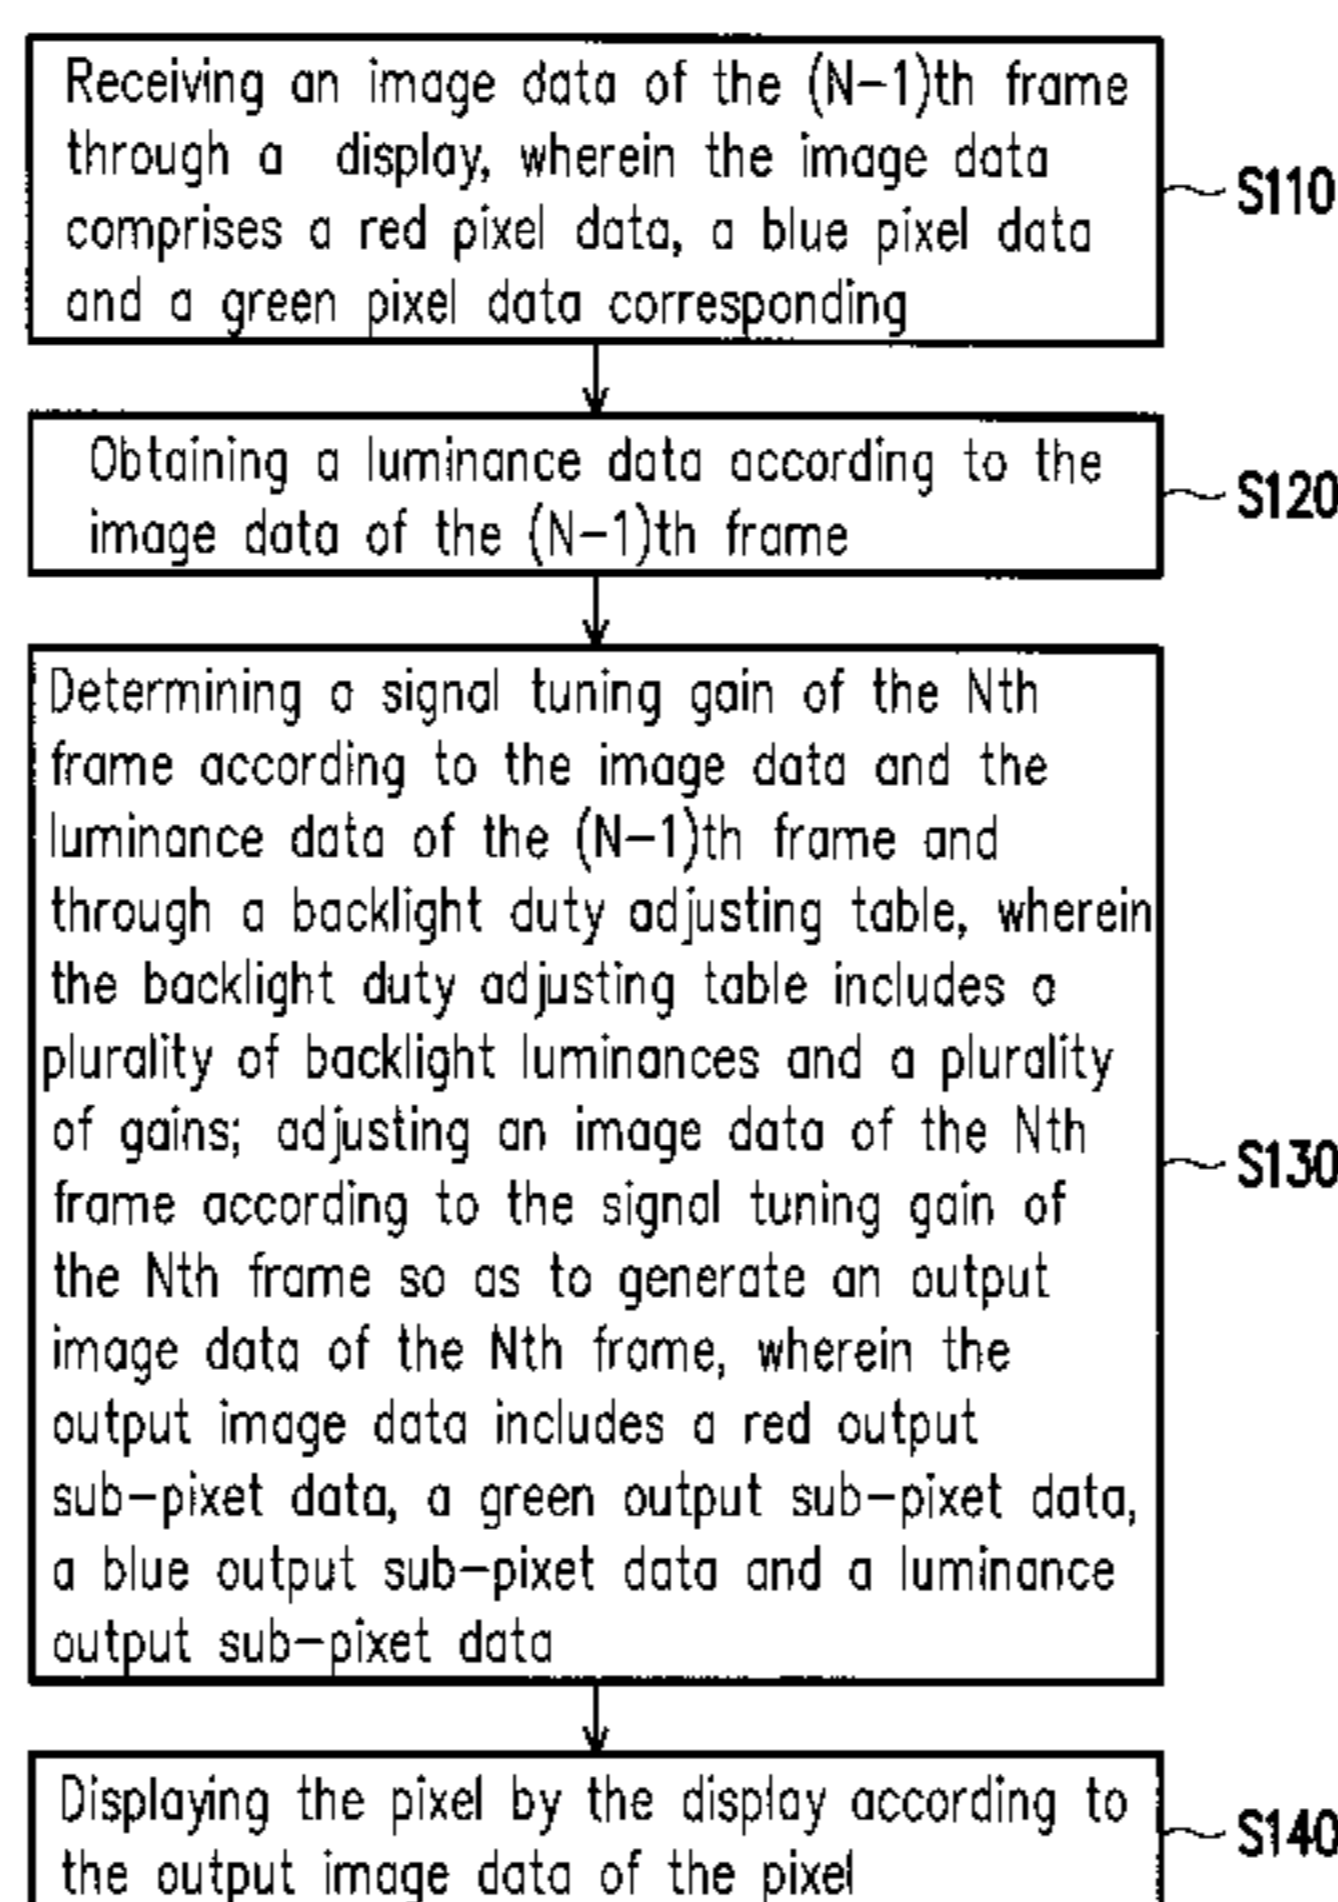 Receiving an image data of the (N-1)th frame
through a display, wherein the image data
comprises a red pixel data, a blue pixel data
and a green pixel data corresponding
S110
Obtaining a luminance data according to the
image data of the (N-1)th frame
S120
Determining a signal tuning gain of the Nth
frame according to the image data and the
luminance data of the (N-1)th frame and
through a backlight duty adjusting table, wherein
the backlight duty adjusting table includes a
plurality of backlight luminances and a plurality
of gains; adjusting an image data of the Nth
frame according to the signal tuning gain of
the Nth frame so as to generate an output
image data of the Nth frame, wherein the
output image data includes a red output
sub-pixet data, a green output sub-pixet data,
a blue output sub-pixet data and a luminance
output sub-pixet data
S130
Displaying the pixel by the display according to
the output image data of the pixel
S140